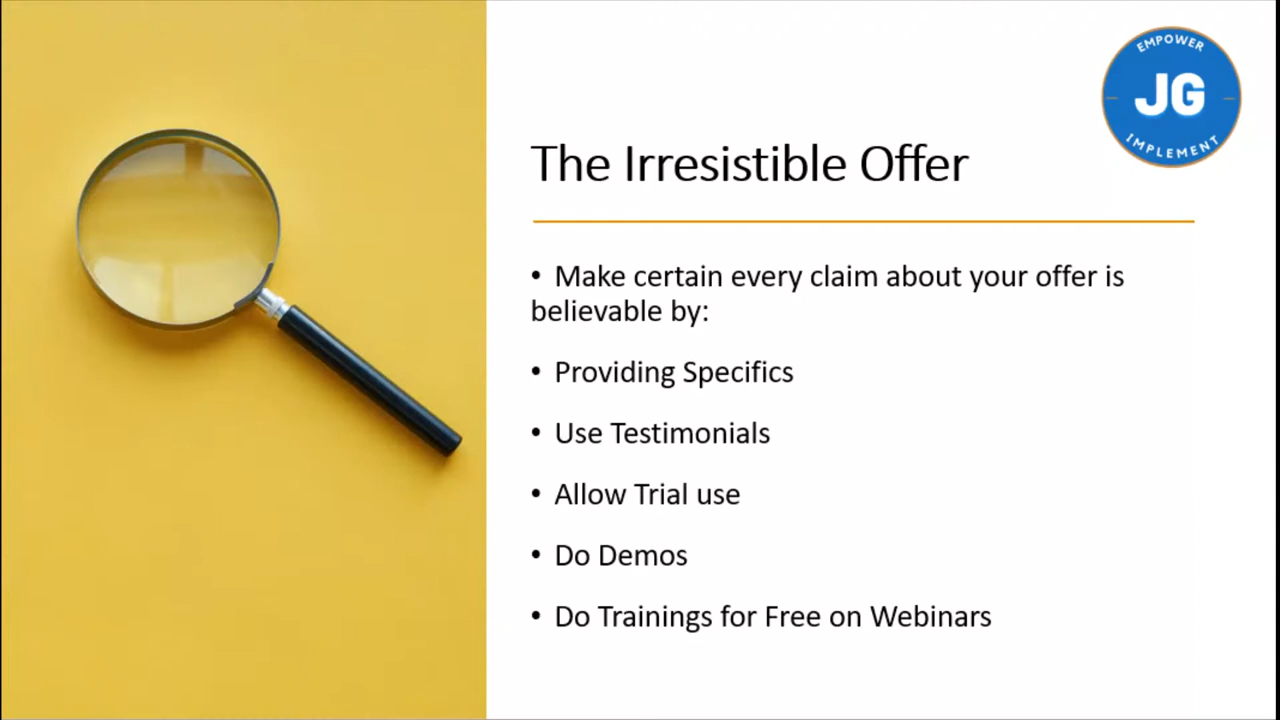 EMPOWER
JG
IMPLEMENT
The Irresistible Offer
• Make certain every claim about your offer is
believable by:
• Providing Specifics
• Use Testimonials
• Allow Trial use
• Do Demos
• Do Trainings for Free on Webinars